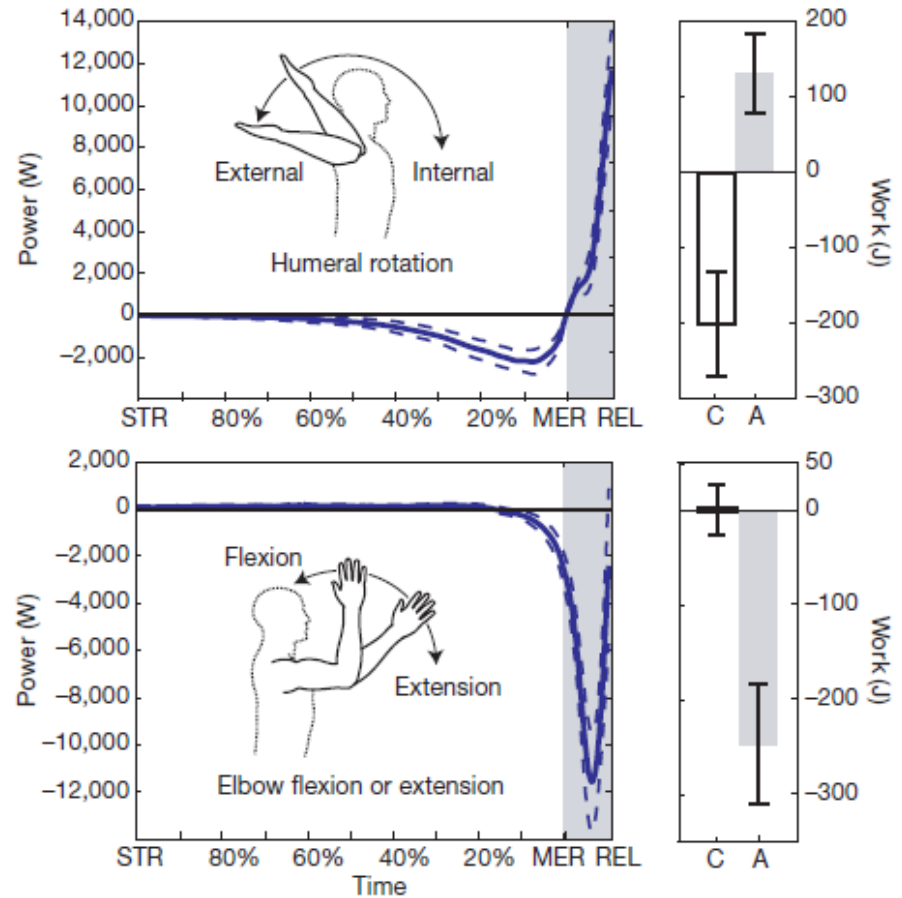 14,000
12,000
10,000
8,000
6,000
4,000
2,000
0
−2,000
Power (W)
External
Internal
Humeral rotation
STR 80% 60% 40% 20% MER REL
200
100
0
−100
−200
−300
Work (J)
C A
2,000
0
−2,000
−4,000
−6,000
−8,000
−10,000
−12,000
Power (W)
Flexion
Extension
Elbow flexion or extension
STR 80% 60% 40% 20% MER REL
Time
50
0
−100
−200
−300
Work (J)
C A